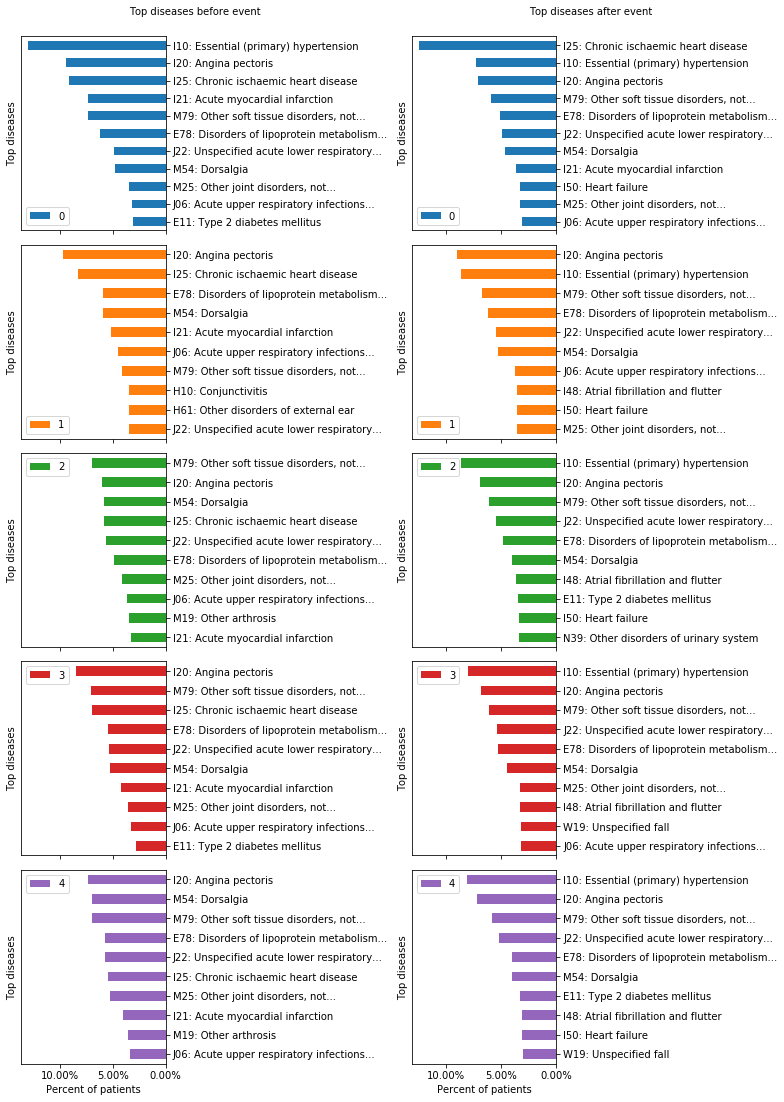 Top diseases before event
Top diseases after event
Top diseases
I10: Essential (primary) hypertension
I20: Angina pectoris
I25: Chronic ischaemic heart disease
I21: Acute myocardial infarction
M79: Other soft tissue disorders, not...
E78: Disorders of lipoprotein metabolism...
J22: Unspecified acute lower respiratory...
M54: Dorsalgia
M25: Other joint disorders, not...
J06: Acute upper respiratory infections...
E11: Type 2 diabetes mellitus
0
Top diseases
I25: Chronic ischaemic heart disease
I10: Essential (primary) hypertension
I20: Angina pectoris
M79: Other soft tissue disorders, not...
E78: Disorders of lipoprotein metabolism...
J22: Unspecified acute lower respiratory...
M54: Dorsalgia
I21: Acute myocardial infarction
I50: Heart failure
M25: Other joint disorders, not...
J06: Acute upper respiratory infections...
0
Top diseases
I20: Angina pectoris
I25: Chronic ischaemic heart disease
E78: Disorders of lipoprotein metabolism...
M54: Dorsalgia
I21: Acute myocardial infarction
J06: Acute upper respiratory infections...
M79: Other soft tissue disorders, not...
H10: Conjunctivitis
H61: Other disorders of external ear
J22: Unspecified acute lower respiratory...
1
Top diseases
I20: Angina pectoris
I10: Essential (primary) hypertension
M79: Other soft tissue disorders, not...
E78: Disorders of lipoprotein metabolism...
J22: Unspecified acute lower respiratory...
M54: Dorsalgia
J06: Acute upper respiratory infections...
I48: Atrial fibrillation and flutter
I50: Heart failure
M25: Other joint disorders, not...
1
Top diseases
2
M79: Other soft tissue disorders, not...
I20: Angina pectoris
M54: Dorsalgia
I25: Chronic ischaemic heart disease
J22: Unspecified acute lower respiratory...
E78: Disorders of lipoprotein metabolism...
M25: Other joint disorders, not...
J06: Acute upper respiratory infections...
M19: Other arthrosis
I21: Acute myocardial infarction
Top diseases
2
I10: Essential (primary) hypertension
I20: Angina pectoris
M79: Other soft tissue disorders, not...
J22: Unspecified acute lower respiratory...
E78: Disorders of lipoprotein metabolism...
M54: Dorsalgia
I48: Atrial fibrillation and flutter
E11: Type 2 diabetes mellitus
I50: Heart failure
N39: Other disorders of urinary system
Top diseases
3
I20: Angina pectoris
M79: Other soft tissue disorders, not...
I25: Chronic ischaemic heart disease
E78: Disorders of lipoprotein metabolism...
J22: Unspecified acute lower respiratory...
M54: Dorsalgia
I21: Acute myocardial infarction
M25: Other joint disorders, not...
J06: Acute upper respiratory infections...
E11: Type 2 diabetes mellitus
Top diseases
3
I10: Essential (primary) hypertension
I20: Angina pectoris
M79: Other soft tissue disorders, not...
J22: Unspecified acute lower respiratory...
E78: Disorders of lipoprotein metabolism...
M54: Dorsalgia
M25: Other joint disorders, not...
I48: Atrial fibrillation and flutter
W19: Unspecified fall
J06: Acute upper respiratory infections...
Top diseases
4
I20: Angina pectoris
M54: Dorsalgia
M79: Other soft tissue disorders, not...
E78: Disorders of lipoprotein metabolism...
J22: Unspecified acute lower respiratory...
I25: Chronic ischaemic heart disease
M25: Other joint disorders, not...
I21: Acute myocardial infarction
M19: Other arthrosis
J06: Acute upper respiratory infections...
10.00% 5.00% 0.00%
Percent of patients
Top diseases
4
I10: Essential (primary) hypertension
I20: Angina pectoris
M79: Other soft tissue disorders, not...
J22: Unspecified acute lower respiratory...
E78: Disorders of lipoprotein metabolism...
M54: Dorsalgia
E11: Type 2 diabetes mellitus
I48: Atrial fibrillation and flutter
I50: Heart failure
W19: Unspecified fall
10.00% 5.00% 0.00%
Percent of patients